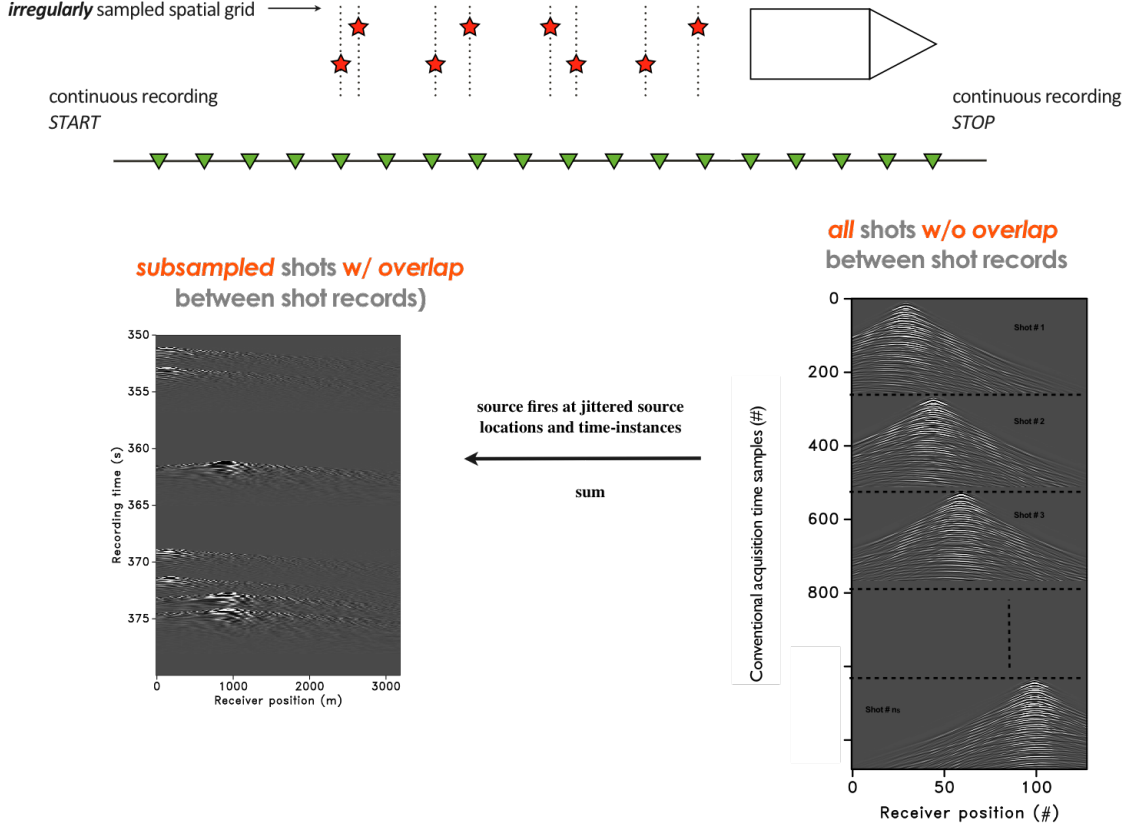 irregularly sampled spatial grid
continuous recording
START
continuous recording
STOP
subsampled shots w/ overlap
between shot records)
350
355
360
365
370
375
Recording time (s)
0
1000
2000
3000
Receiver position (m)
source fires at jittered source
locations and time-instances
sum
all shots w/o overlap
between shot records
0
200
400
600
800
Conventional acquisition time samples (#)
Shot # 1
Shot # 2
Shot # 3
Shot # ns
0
50
100
Receiver position (#)